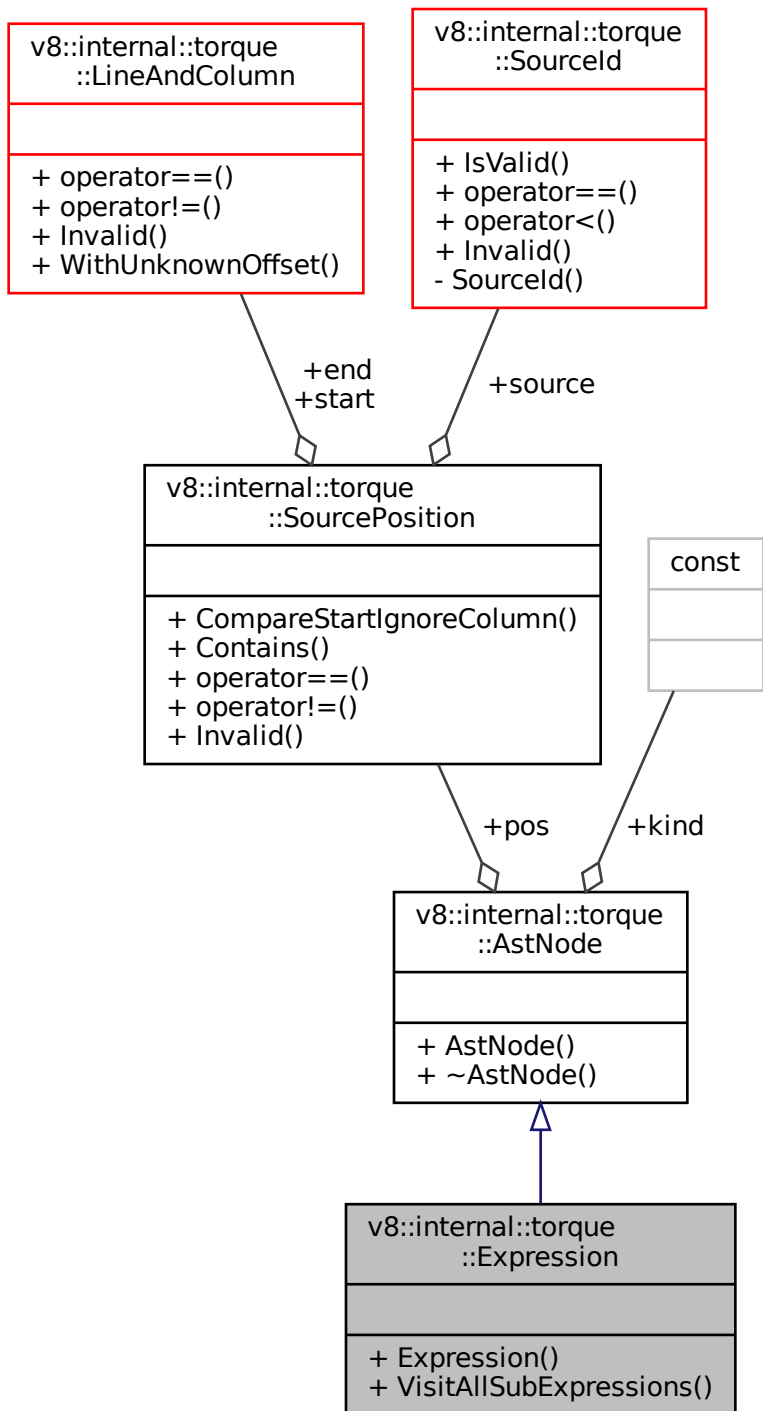 v8::internal::torque
::LineAndColumn
+ operator==()
+ operator!=()
+ Invalid()
+ WithUnknownOffset()
v8::internal::torque
::SourceId
+ IsValid()
+ operator==()
+ operator<()
+ Invalid()
- SourceId()
+end
+start
+source
v8::internal::torque
::SourcePosition
+ CompareStartIgnoreColumn()
+ Contains()
+ operator==()
+ operator!=()
+ Invalid()
const
+pos
+kind
v8::internal::torque
::AstNode
+ AstNode()
+ ~AstNode()
v8::internal::torque
::Expression
+ Expression()
+ VisitAllSubExpressions()